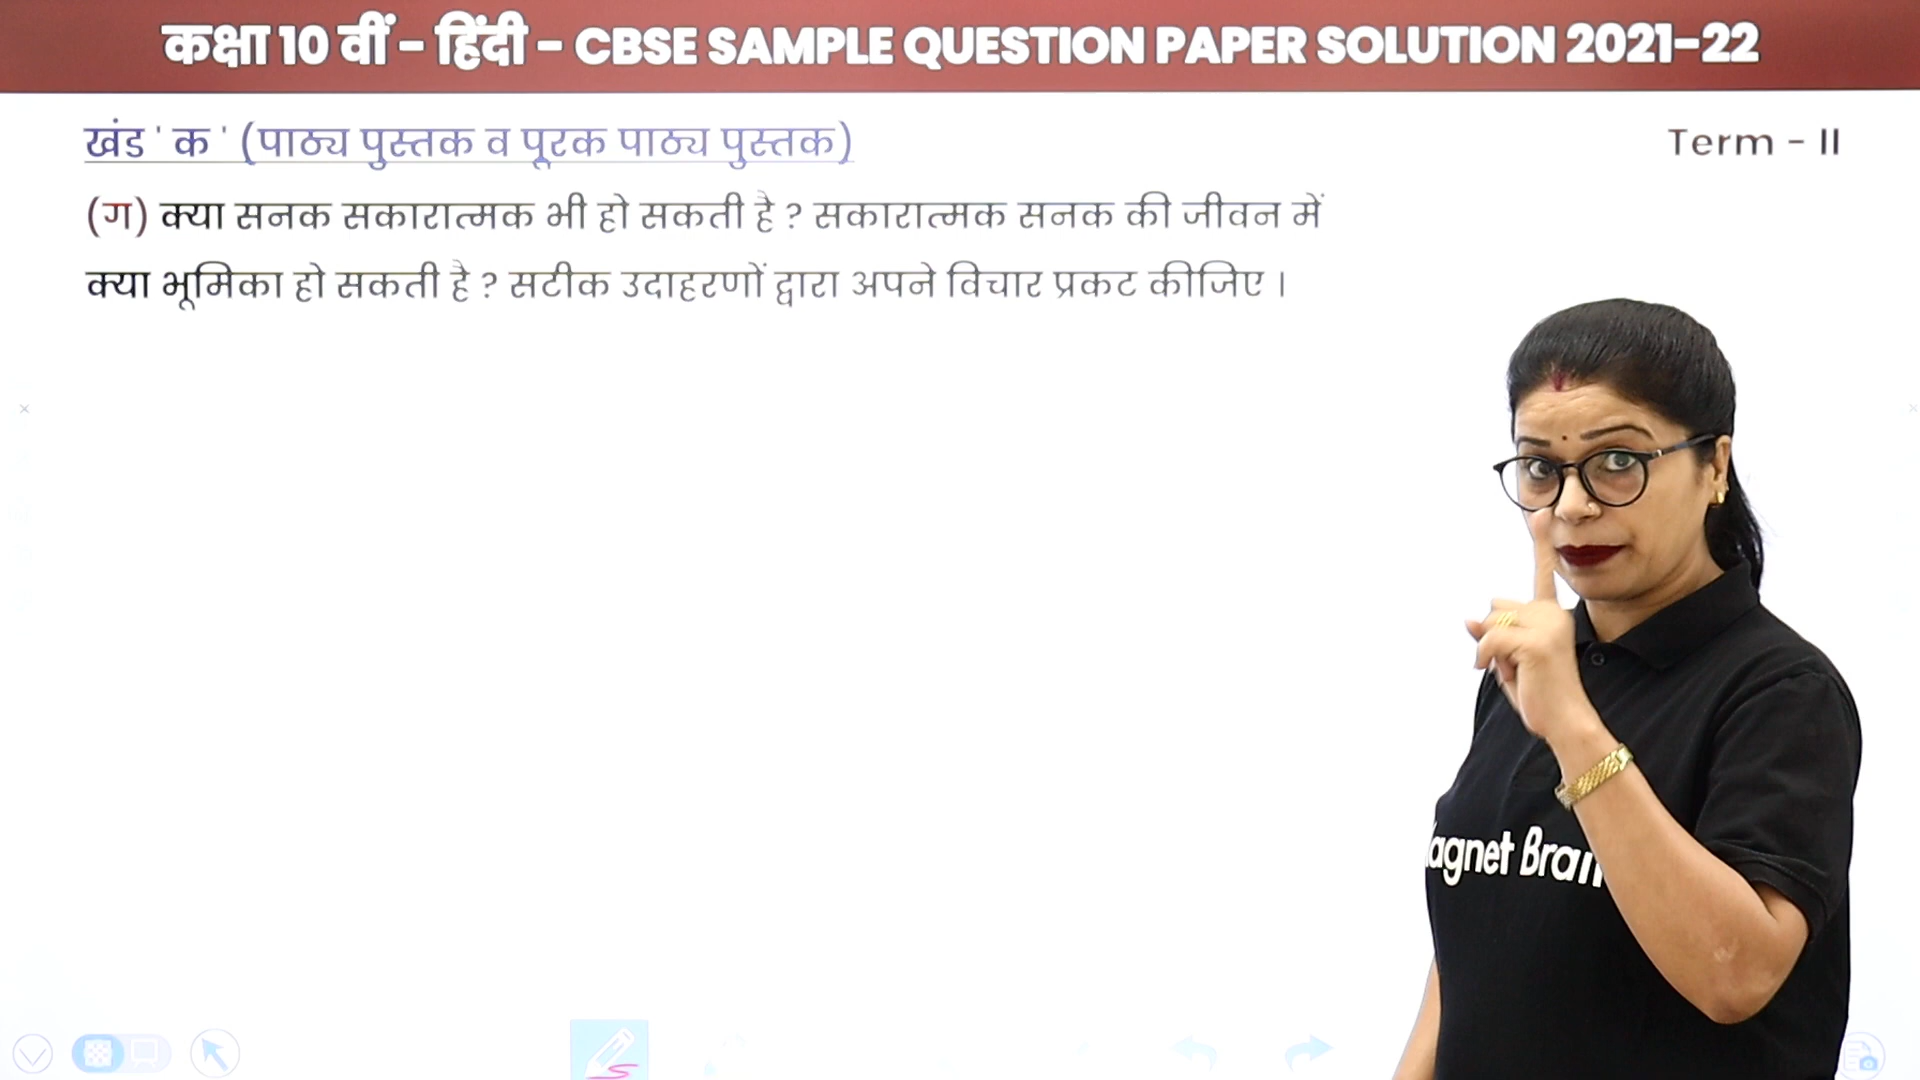 कक्षा 10 वीं - हिंदी - CBSE SAMPLE QUESTION PAPER SOLUTION 2021-22
खंड ' क ' (पाठ्य पुस्तक व पूरक पाठ्य पुस्तक)
Term - II
(ग) क्या सनक सकारात्मक भी हो सकती है ? सकारात्मक सनक की जीवन में
क्या भूमिका हो सकती है ? सटीक उदाहरणों द्वारा अपने विचार प्रकट कीजिए ।
agnet Brain